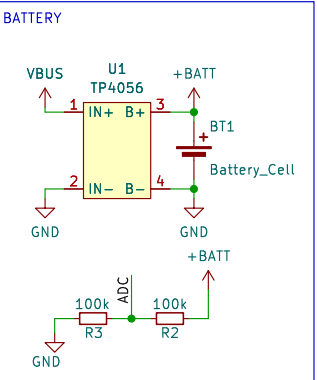 BATTERY
VBUS
U1
TP4056
+BATT
1
IN+
B+
3
BT1
+
Battery_Cell
2
IN-
B-
4
GND
GND
+BATT
ADC
100k
100k
R3
R2
GND